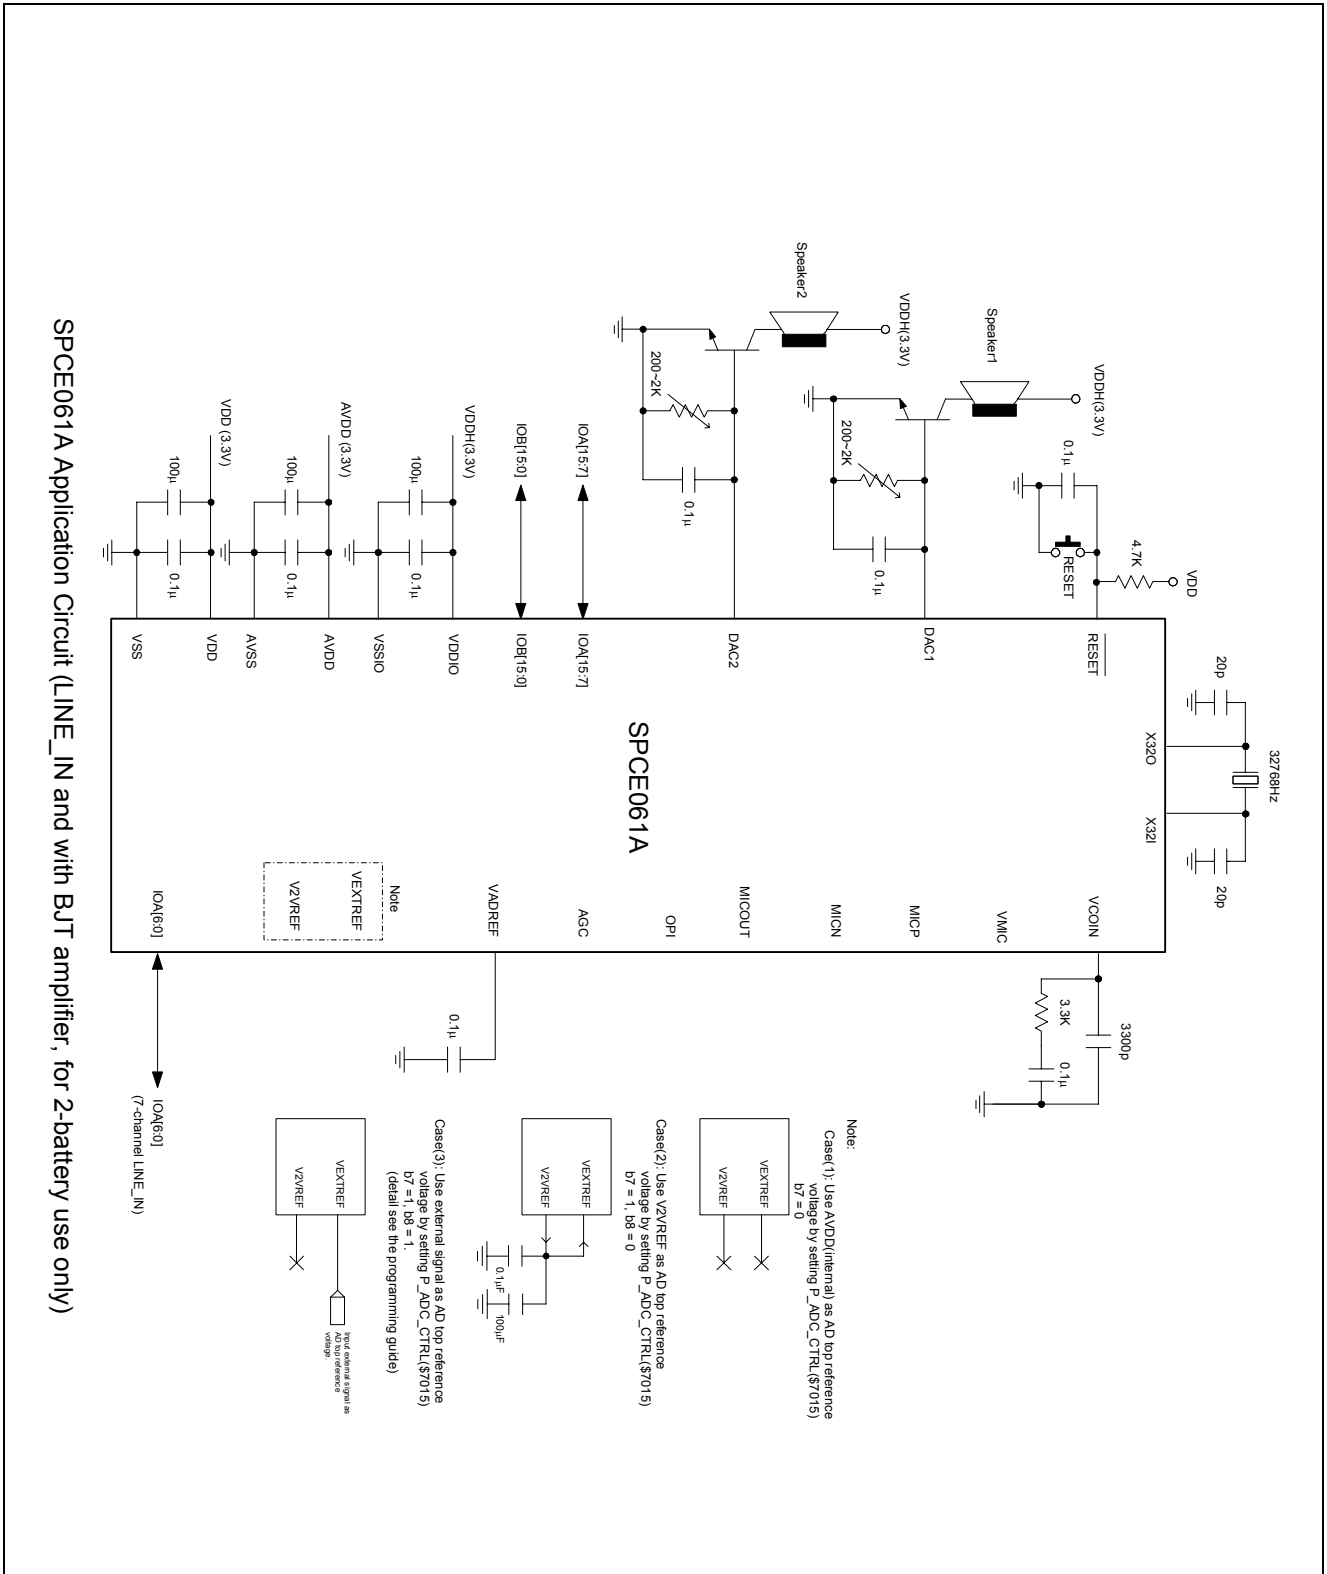 32768Hz
20p
20p
X32O
X32I
VDD
4.7K
RESET
0.1μ
RESET
VDDH(3.3V)
Speaker1
200~2K
0.1μ
DAC1
VDDH(3.3V)
Speaker2
200~2K
0.1μ
DAC2
IOA[15:7]
IOA[15:7]
IOB[15:0]
IOB[15:0]
VDDH(3.3V)
100μ
0.1μ
VDDIO
VSSIO
AVDD (3.3V)
100μ
0.1μ
AVDD
AVSS
VDD (3.3V)
100μ
0.1μ
VDD
VSS
SPCE061A
VCOIN
VMIC
MICP
MICN
MICOUT
OPI
AGC
VADREF
Note
VEXTREF
V2VREF
IOA[6:0]
3300p
3.3K
0.1μ
0.1μ
IOA[6:0]
(7-channel LINE_IN)
Note:
Case(1): Use AVDD(internal) as AD top reference
voltage by setting P_ADC_CTRL($7015)
b7 = 0
VEXTREF
V2VREF
Case(2): Use V2VREF as AD top reference
voltage by setting P_ADC_CTRL($7015)
b7 = 1, b8 = 0
VEXTREF
V2VREF
0.1μF
100μF
Case(3): Use external signal as AD top reference
voltage by setting P_ADC_CTRL($7015)
b7 =1, b8 = 1.
(detail see the programming guide)
VEXTREF
V2VREF
Input external signal as
AD top reference
voltage.
SPCE061A Application Circuit (LINE_IN and with BJT amplifier, for 2-battery use only)